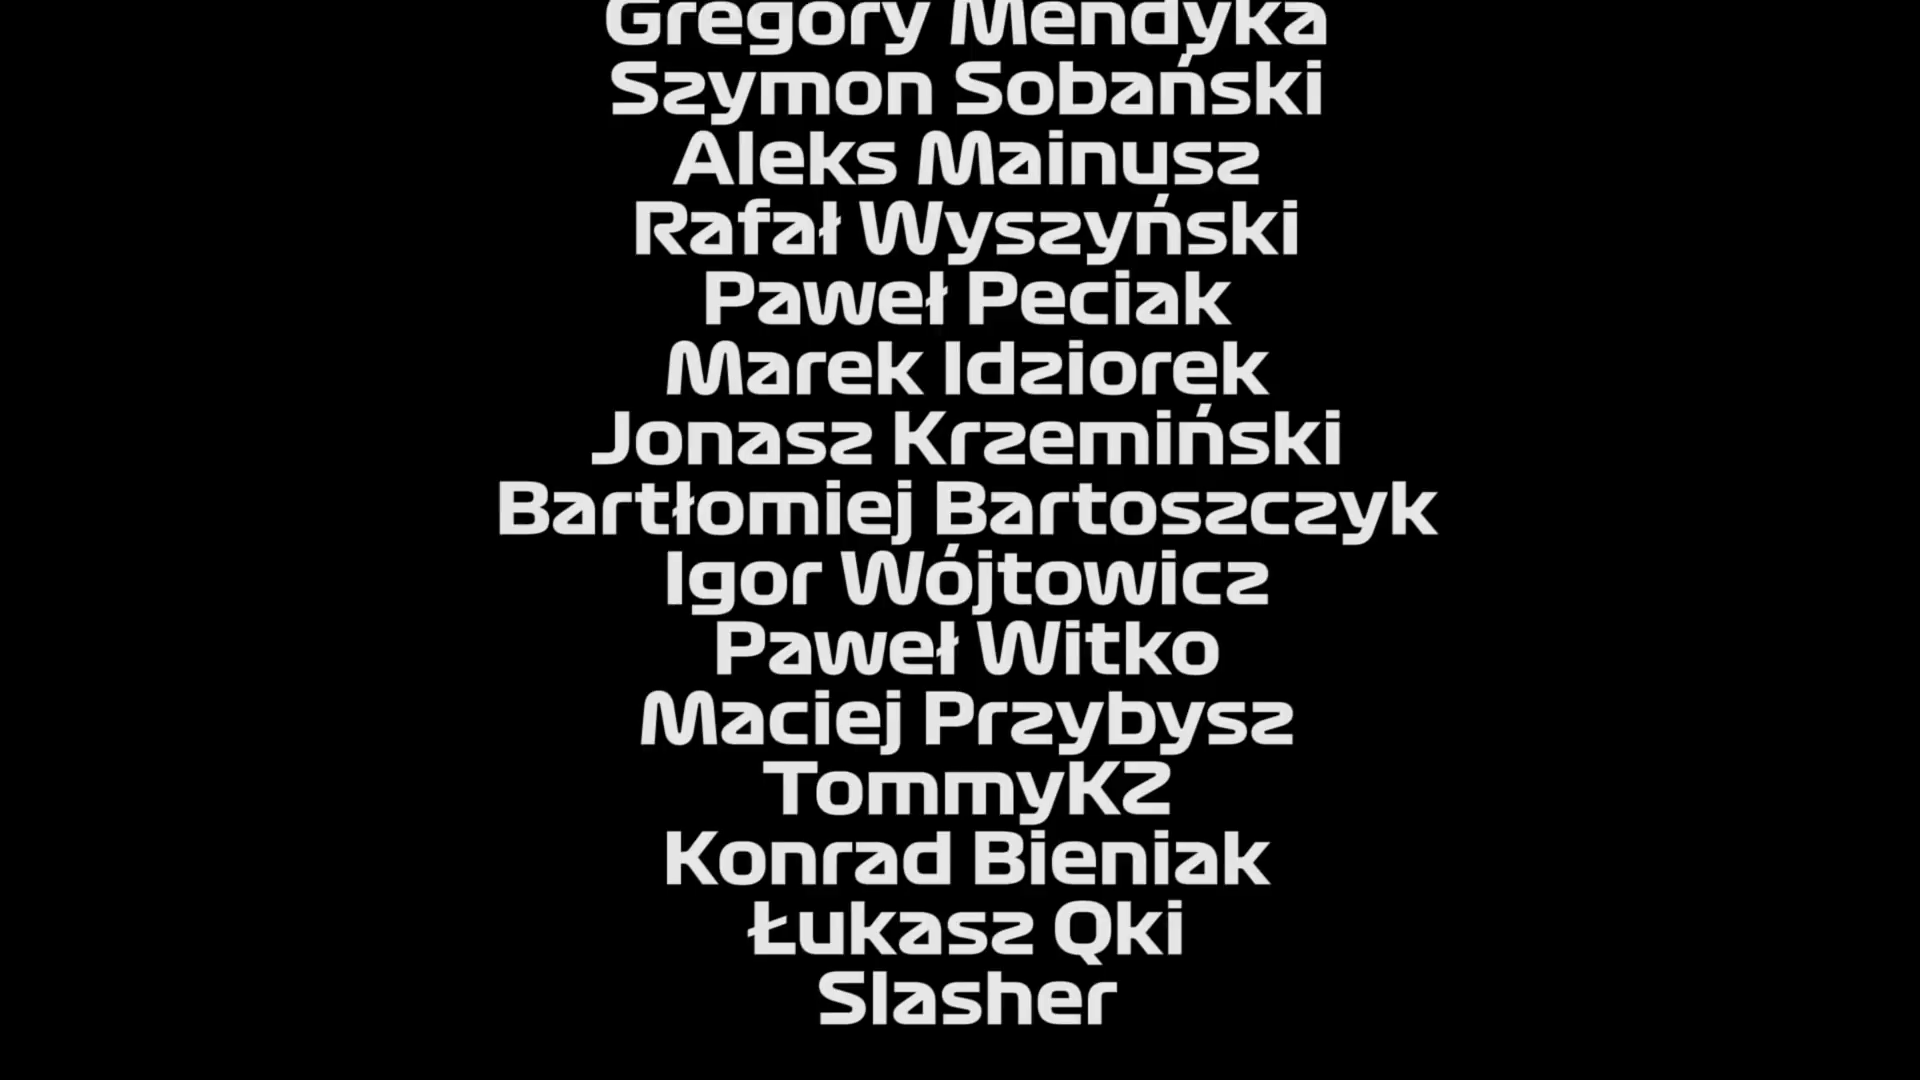 Gregory Mendyka
Szymon Sobański
Aleks Mainusz
Rafał Wyszyński
Paweł Peciak
Marek Idziorek
Jonasz Krzemiński
Bartłomiej Bartoszczyk
Igor Wójtowicz
Paweł Witko
Maciej Przybysz
TommyKZ
Konrad Bieniak
Łukasz Qki
Slasher